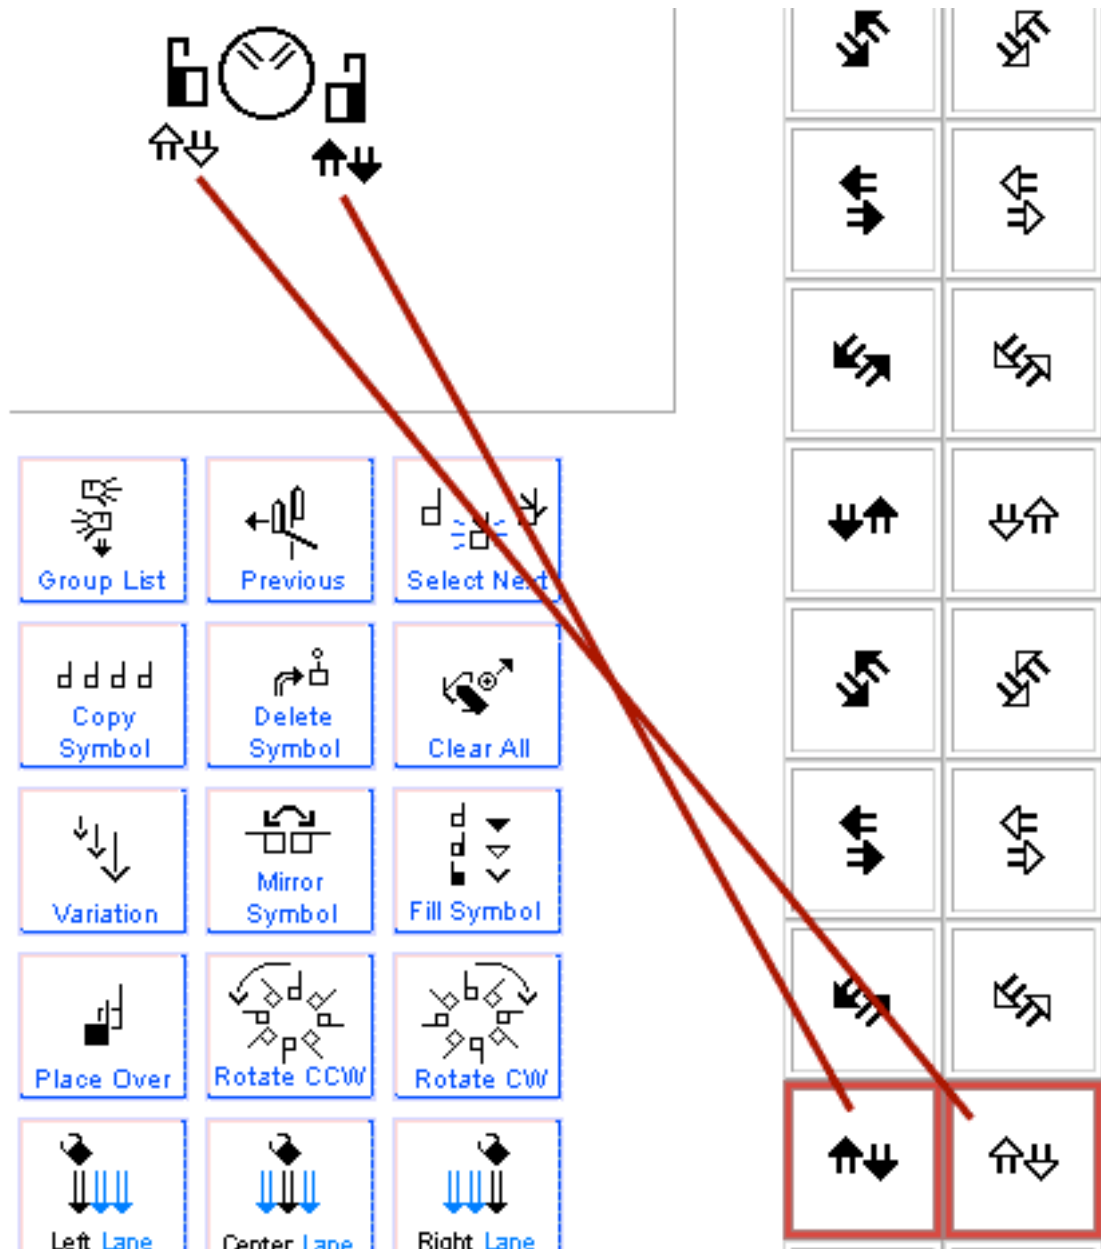 Group List
Previous
Select Next
Copy
Symbol
Delete
Symbol
Clear All
Variation
Mirror
Symbol
Fill Symbol
Place Over
Rotate CCW
Rotate CW
Left Lane
Center Lane
Right Lane